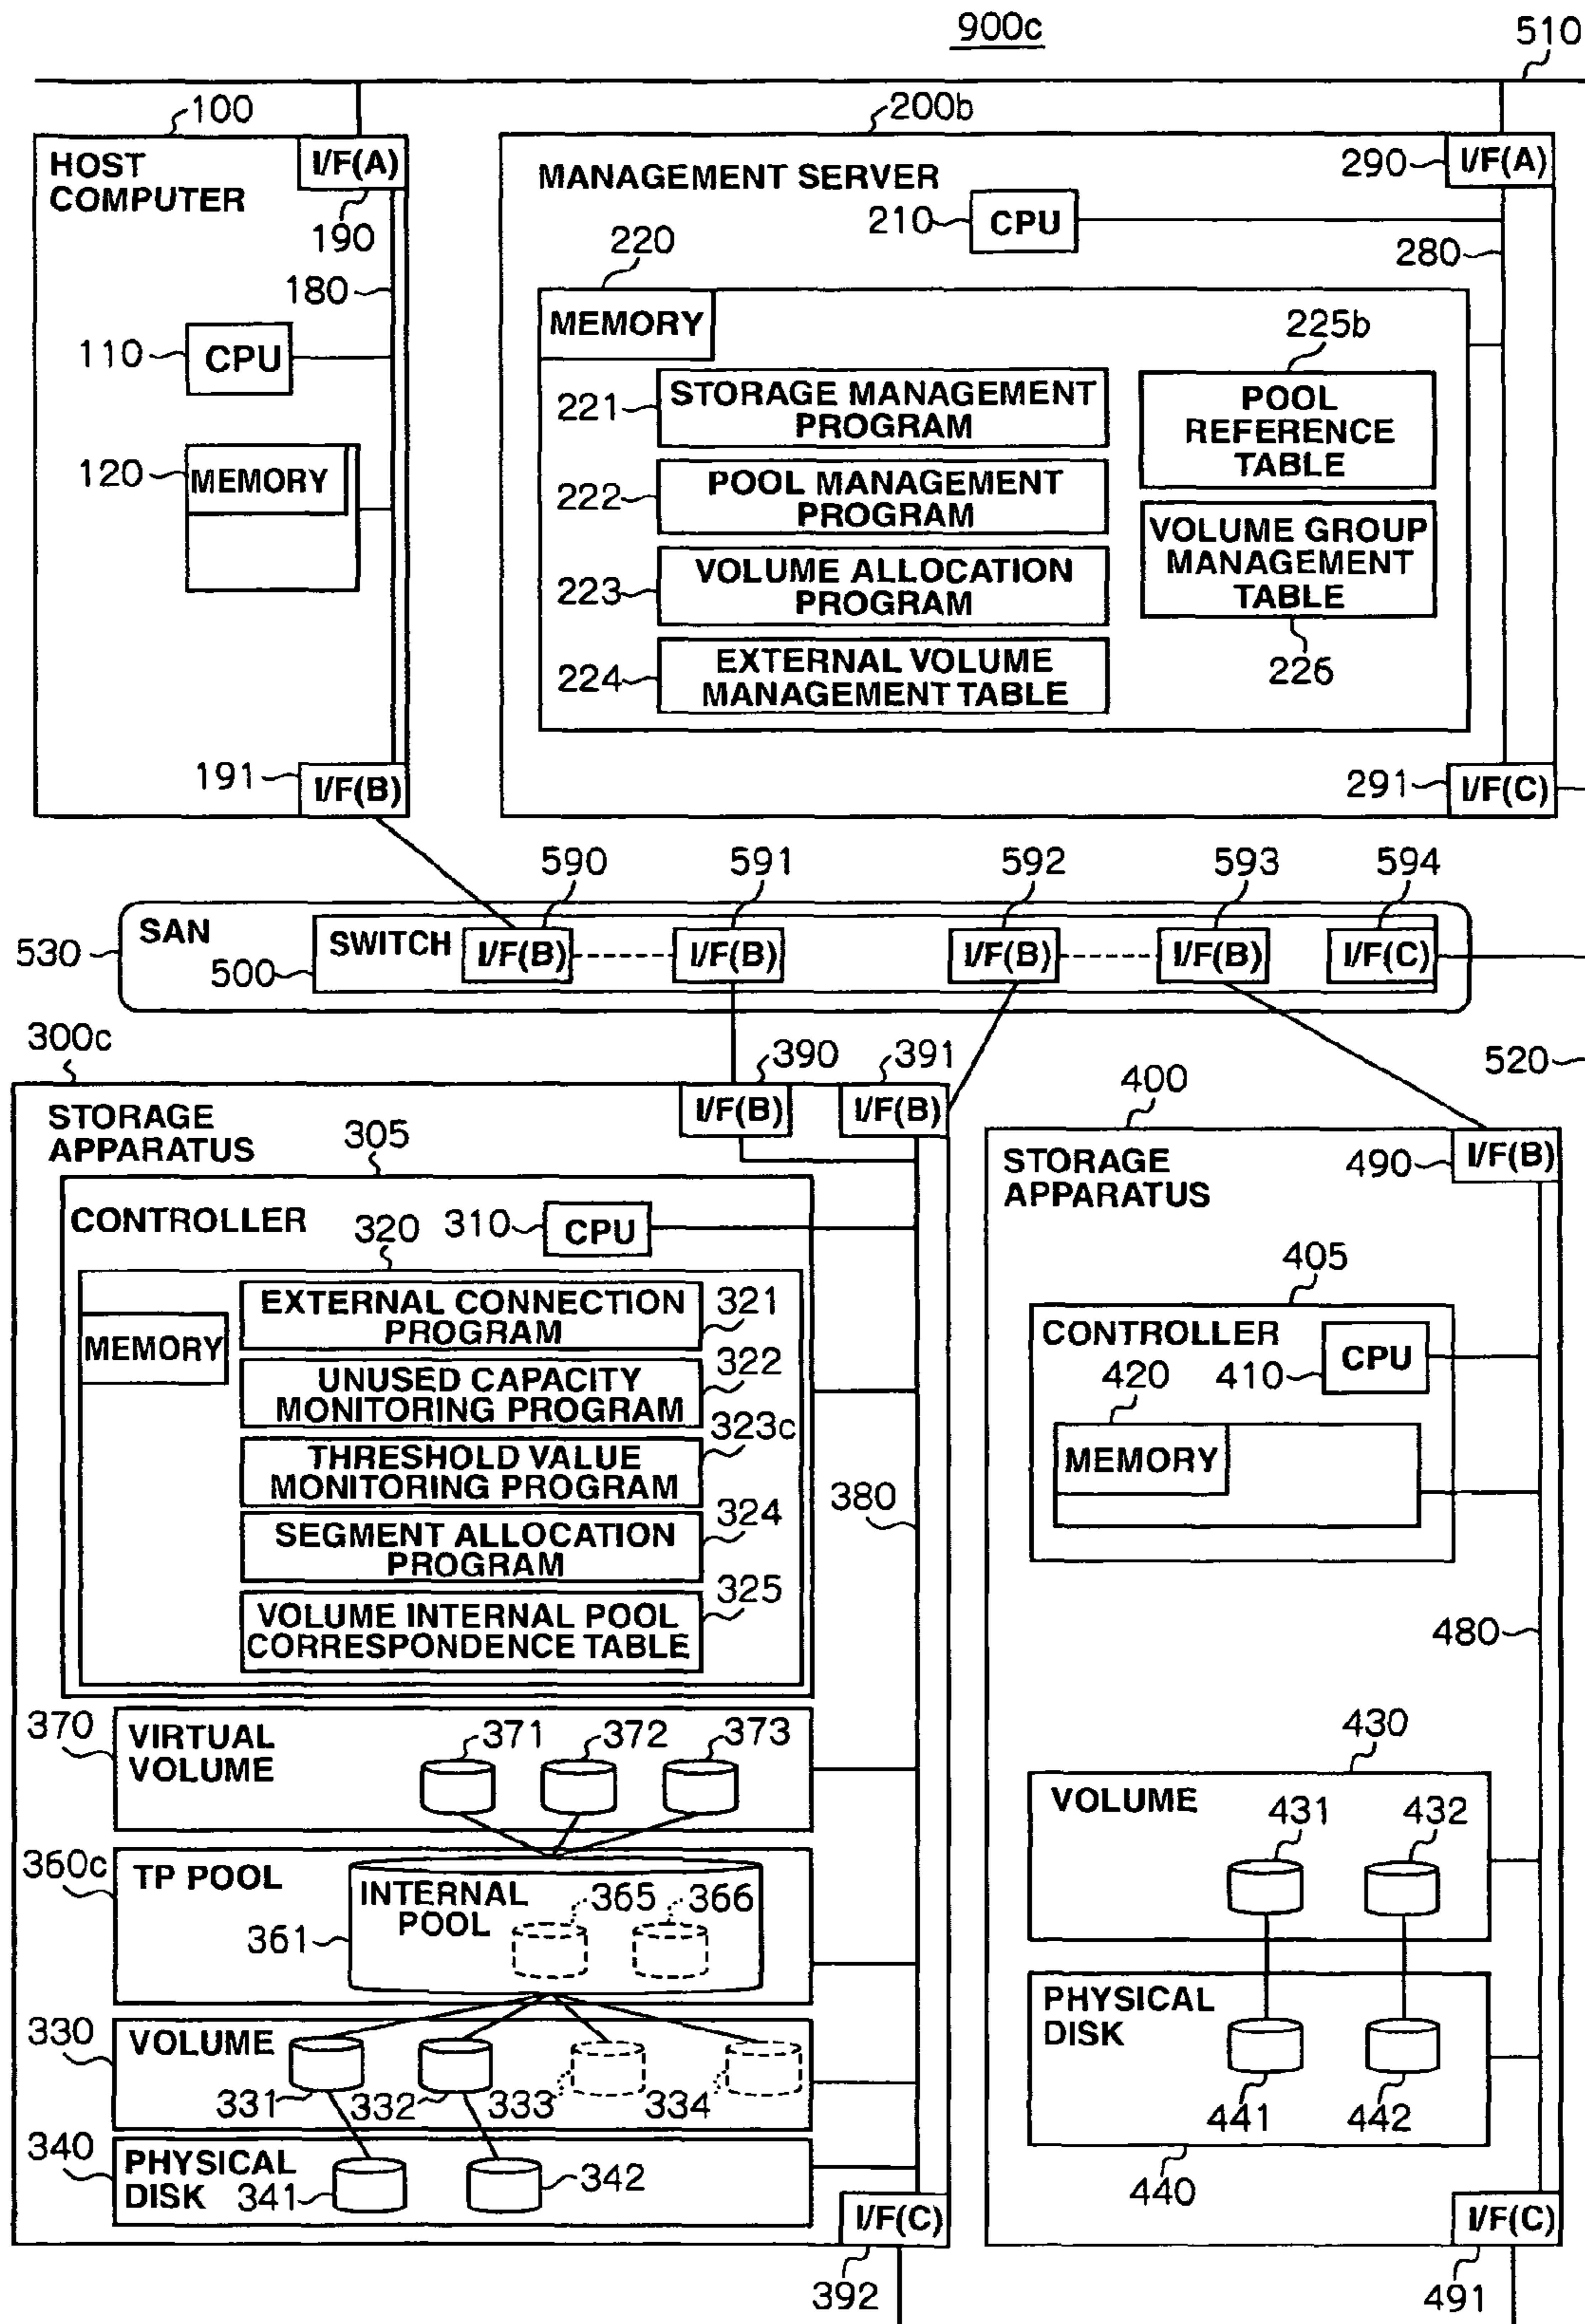 900c
510
100
HOST
COMPUTER
I/F(A)
190
180
110
CPU
120
MEMORY
191
I/F(B)
200b
MANAGEMENT SERVER
290
I/F(A)
210
CPU
280
220
MEMORY
221
STORAGE MANAGEMENT
PROGRAM
222
POOL MANAGEMENT
PROGRAM
223
VOLUME ALLOCATION
PROGRAM
224
EXTERNAL VOLUME
MANAGEMENT TABLE
225b
POOL
REFERENCE
TABLE
VOLUME GROUP
MANAGEMENT
TABLE
226
291
I/F(C)
590
591
592
593
594
530
SAN
500
SWITCH
I/F(B)
I/F(B)
I/F(B)
I/F(B)
I/F(C)
520
300c
STORAGE
APPARATUS
390
I/F(B)
391
I/F(B)
305
CONTROLLER
310
CPU
320
MEMORY
EXTERNAL CONNECTION
PROGRAM
321
UNUSED CAPACITY
MONITORING PROGRAM
322
THRESHOLD VALUE
MONITORING PROGRAM
323c
SEGMENT ALLOCATION
PROGRAM
324
VOLUME INTERNAL POOL
CORRESPONDENCE TABLE
325
380
370
VIRTUAL
VOLUME
371
372
373
360c
TP POOL
INTERNAL
POOL
361
365
366
330
VOLUME
331
332
333
334
340
PHYSICAL
DISK
341
342
I/F(C)
392
400
STORAGE
APPARATUS
490
I/F(B)
405
CONTROLLER
410
CPU
420
MEMORY
480
430
VOLUME
431
432
PHYSICAL
DISK
441
442
440
I/F(C)
491